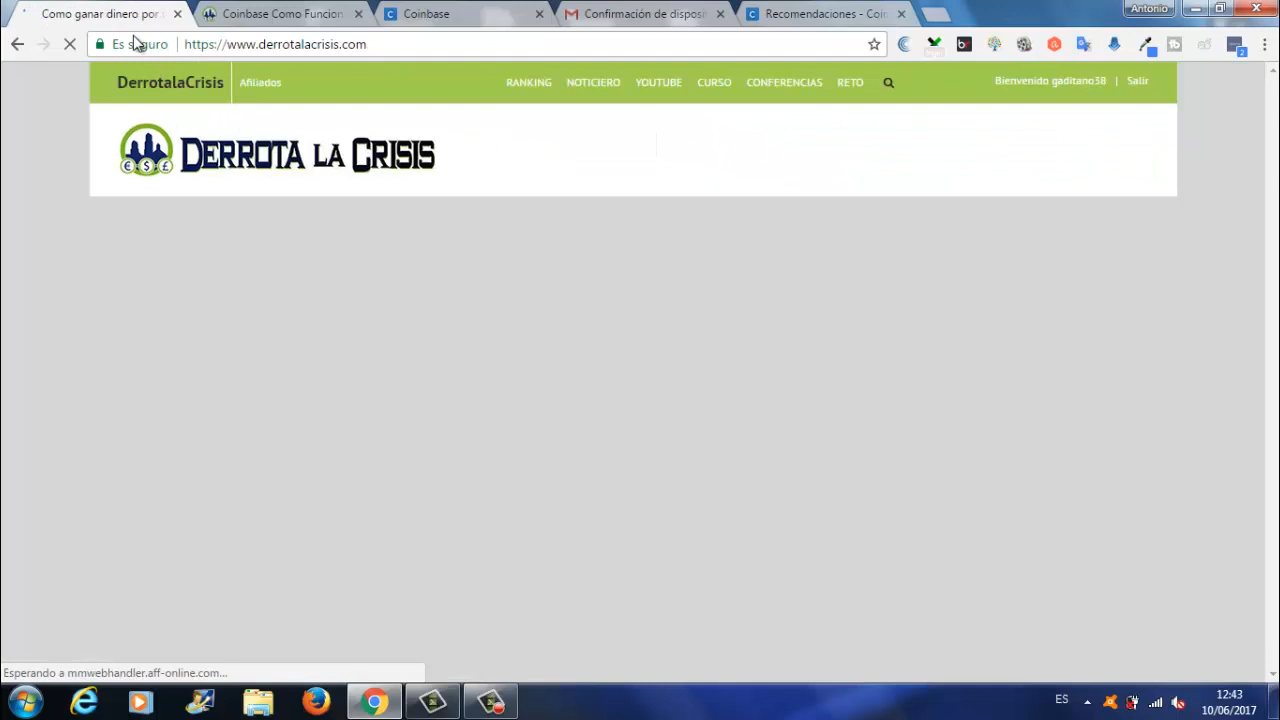 Como ganar dinero por
Coinbase Como Funcion
Coinbase
Confirmación de disposi
Recomendaciones - Coi
Antonio
Es seguro
https://www.derrotalacrisis.com
DerrotalaCrisis
Afiliados
RANKING
NOTICIERO
YOUTUBE
CURSO
CONFERENCIAS
RETO
Bienvenido gaditano38 | Salir
DERROTA LA CRISIS
Esperando a mmwebhandler.aff-online.com...
ES
12:43
10/06/2017